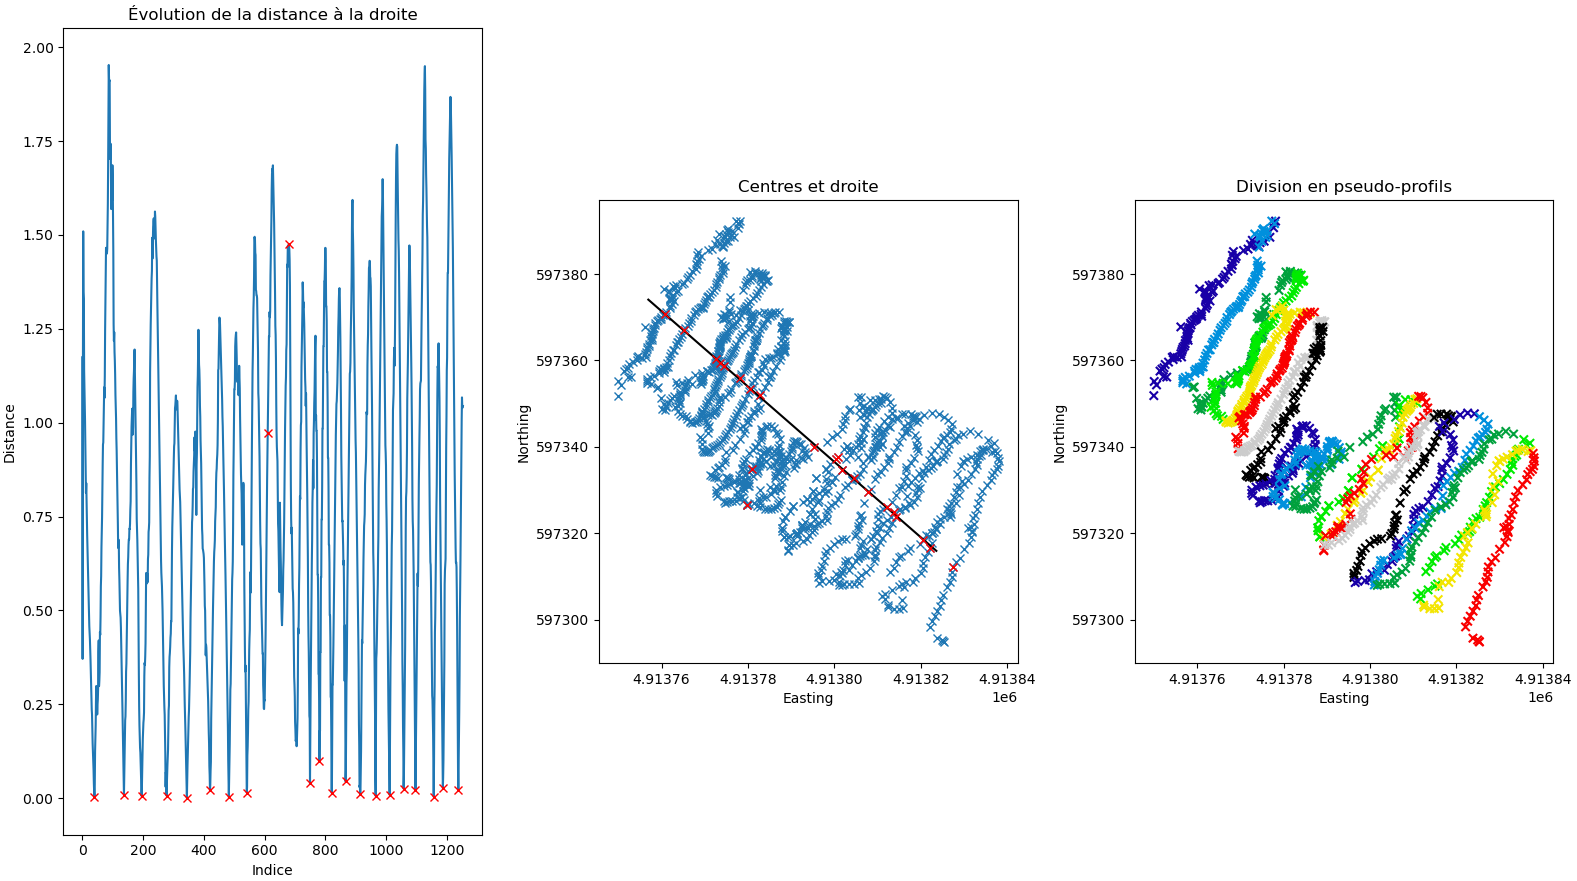 Évolution de la distance à la droite
2.00
1.75
1.50
1.25
1.00
0.75
0.50
0.25
0.00
Distance
0 200 400 600 800 1000 1200
Indice
Centres et droite
597380
597360
597340
597320
597300
Northing
4.91376 4.91378 4.91380 4.91382 4.91384
Easting
1e6
Division en pseudo-profils
597380
597360
597340
597320
597300
Northing
4.91376 4.91378 4.91380 4.91382 4.91384
Easting
1e6